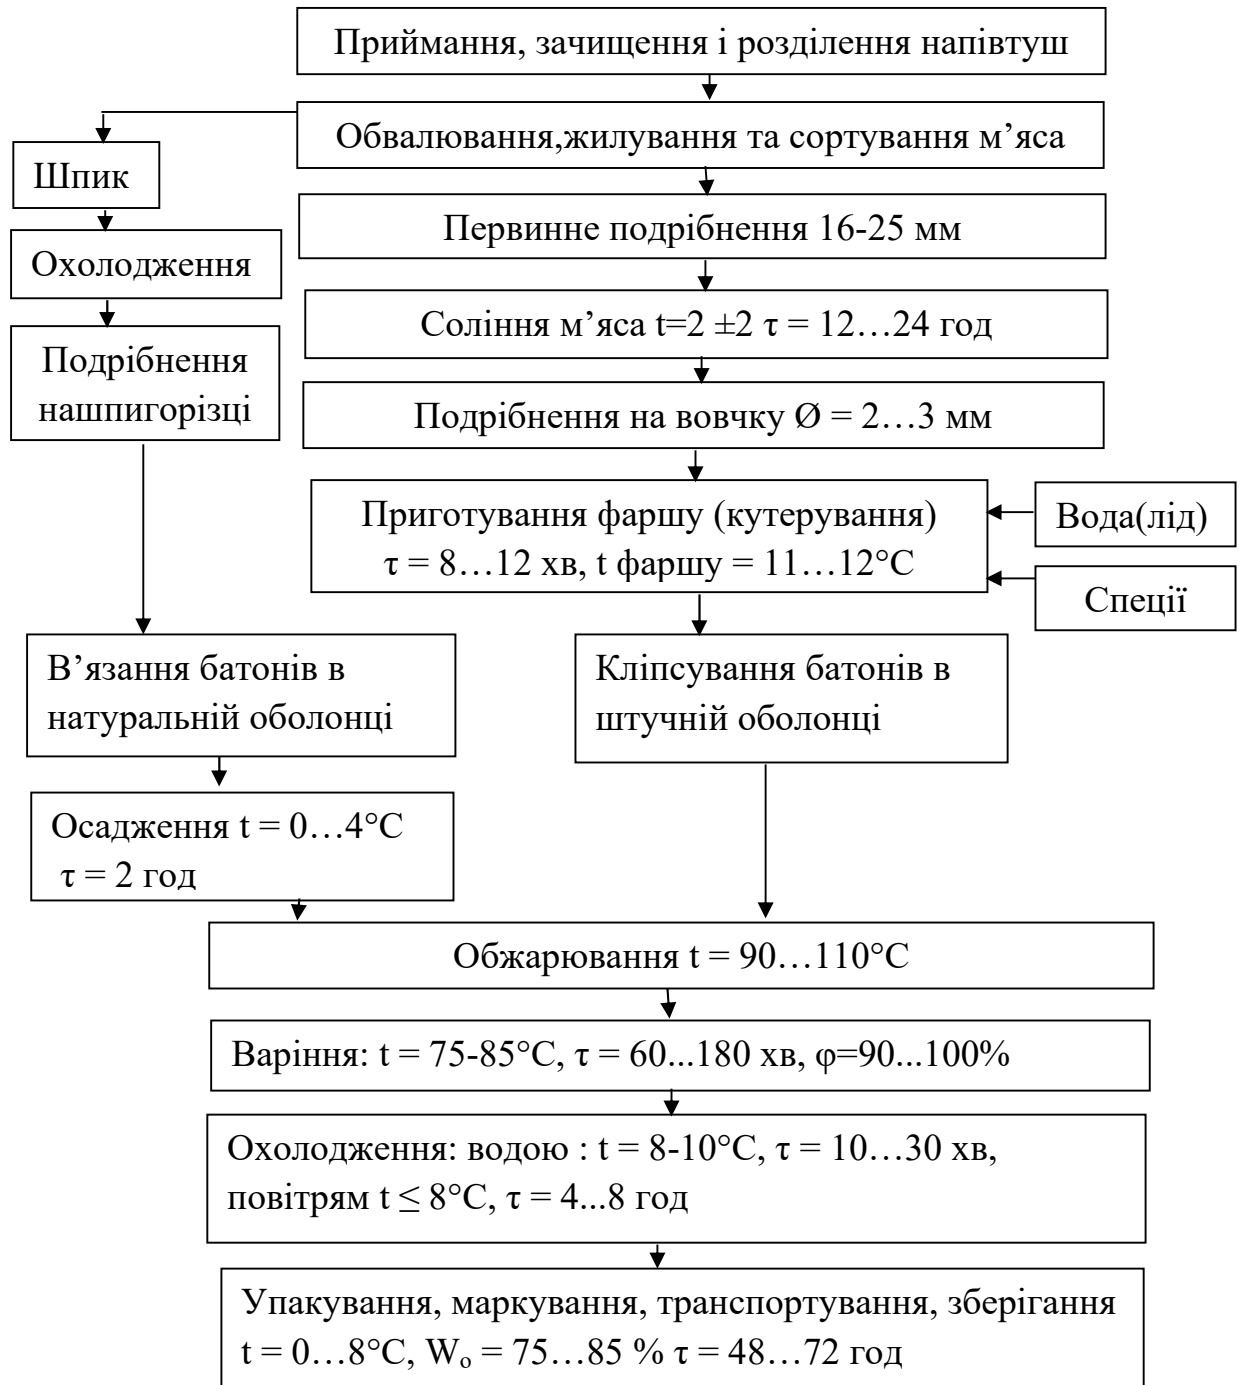 Приймання, зачищення і розділення напівтуш
Обвалювання,жилування та сортування м’яса
Шпик
Первинне подрібнення 16-25 мм
Охолодження
Соління м’яса t=2 ±2 τ = 12…24 год
Подрібнення
нашпигорізці
Подрібнення на вовчку Ø = 2…3 мм
Приготування фаршу (кутерування)
τ = 8…12 хв, t фаршу = 11…12°С
Вода(лід)
Спеції
В’язання батонів в
натуральній оболонці
Кліпсування батонів в
штучній оболонці
Осадження t = 0…4°С
τ = 2 год
Обжарювання t = 90…110°С
Варіння: t = 75-85°С, τ = 60...180 хв, φ=90...100%
Охолодження: водою : t = 8-10°С, τ = 10…30 хв,
повітрям t ≤ 8°С, τ = 4...8 год
Упакування, маркування, транспортування, зберігання
t = 0…8°С, Wₒ = 75…85 % τ = 48…72 год